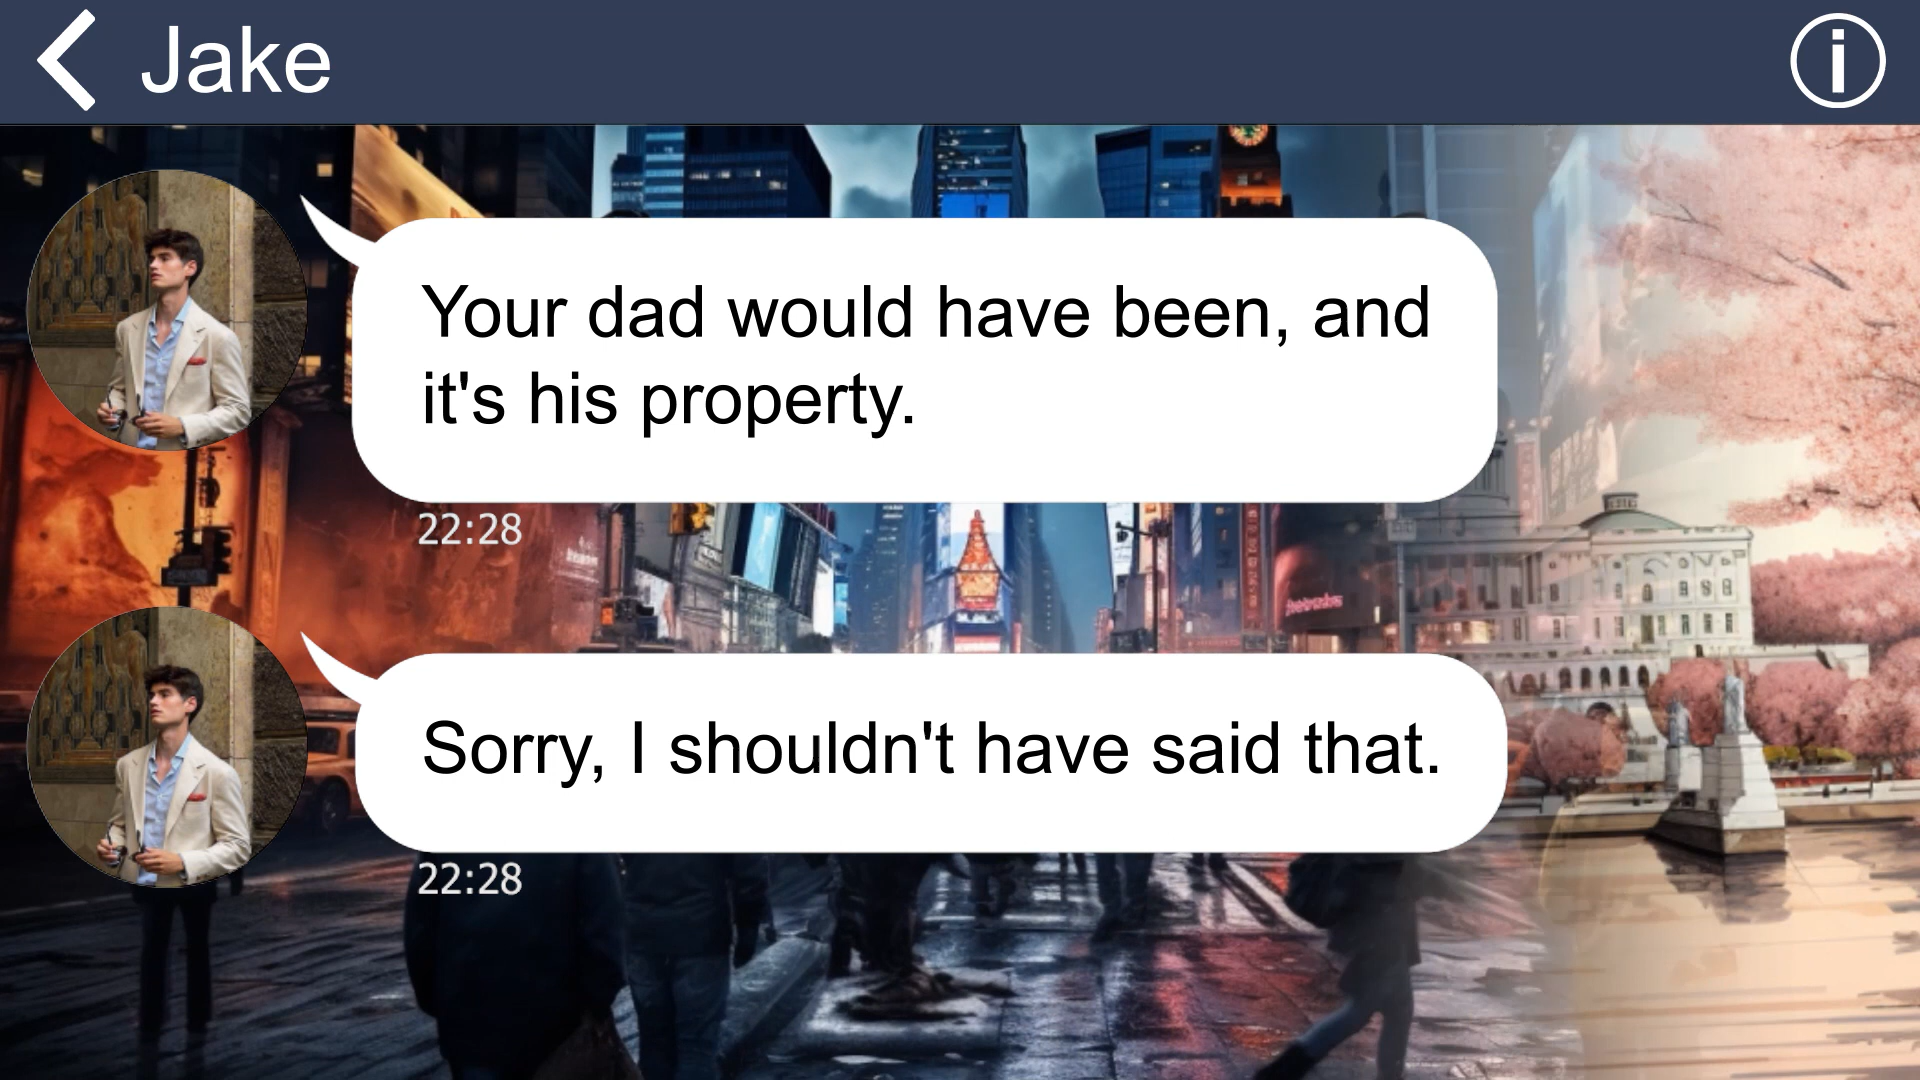 Jake
Your dad would have been, and
it's his property.
22:28
Sorry, I shouldn't have said that.
22:28